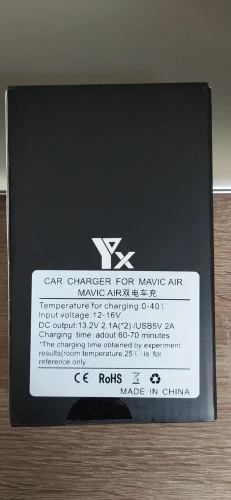 Yx
CAR CHARGER FOR MAVIC AIR
MAVIC AIR双电车充
Temperature for charging:0-40℃
Input voltage:12-16V
DC output:13.2V 2.1A(*2)/USB5V 2A
Charging time: adout 60-70 minutes
*The charging time obtained by experiment
results(room temperature,25℃) is for
reference only
CE RoHS
MADE IN CHINA